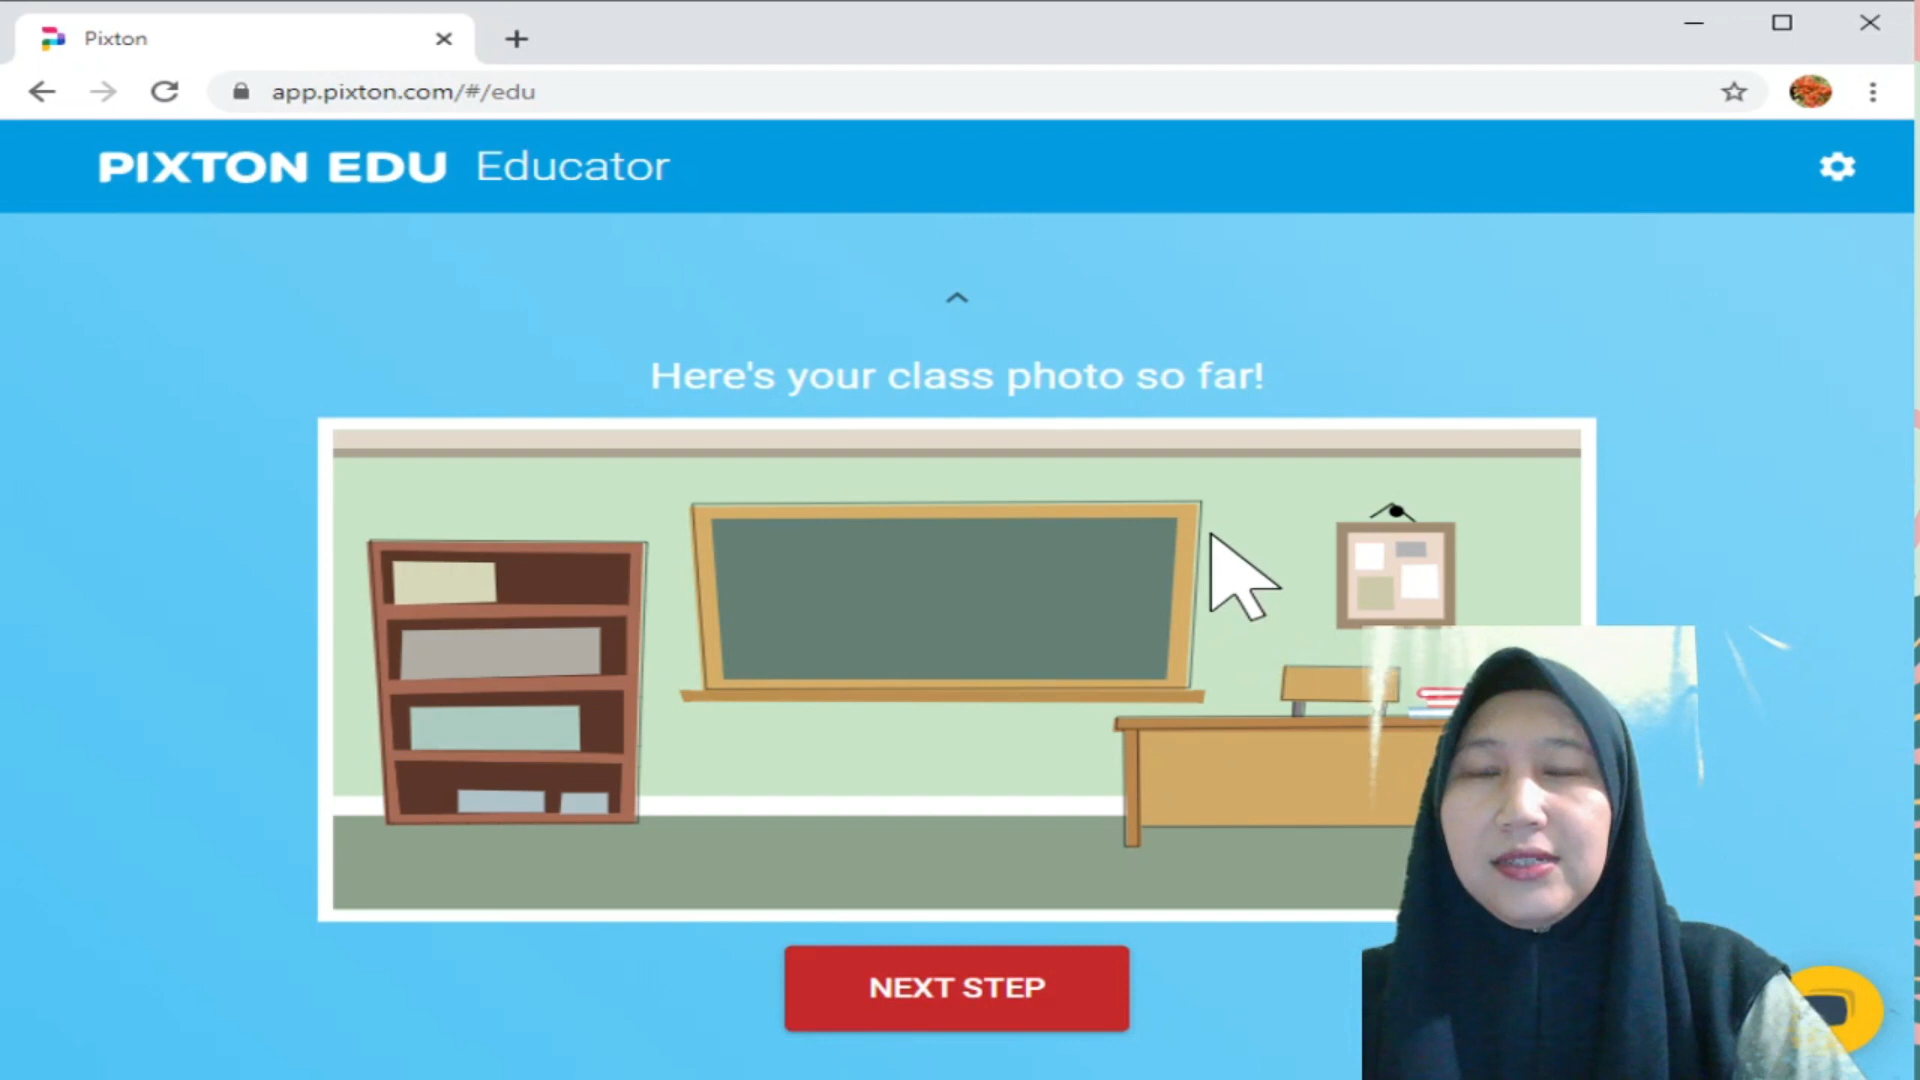 Pixton
app.pixton.com/#/edu
PIXTON EDU Educator
Here's your class photo so far!
NEXT STEP